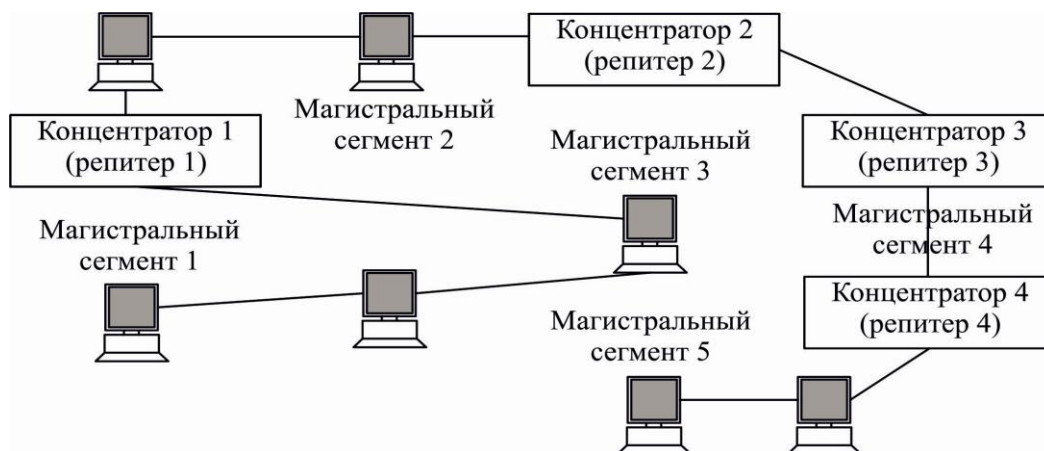 Концентратор 2
(репитер 2)
Магистральный
сегмент 2
Концентратор 1
(репитер 1)
Магистральный
сегмент 3
Концентратор 3
(репитер 3)
Магистральный
сегмент 1
Магистральный
сегмент 4
Концентратор 4
(репитер 4)
Магистральный
сегмент 5